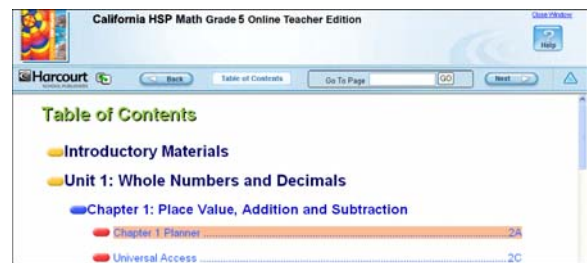 California HSP Math Grade 5 Online Teacher Edition
Close Window
Help
Harcourt
SCHOOL PUBLISHERS
Back
Table of Contents
Go To Page
GO
Next
Table of Contents
Introductory Materials
Unit 1: Whole Numbers and Decimals
Chapter 1: Place Value, Addition and Subtraction
Chapter 1 Planner 2A
Universal Access 2C